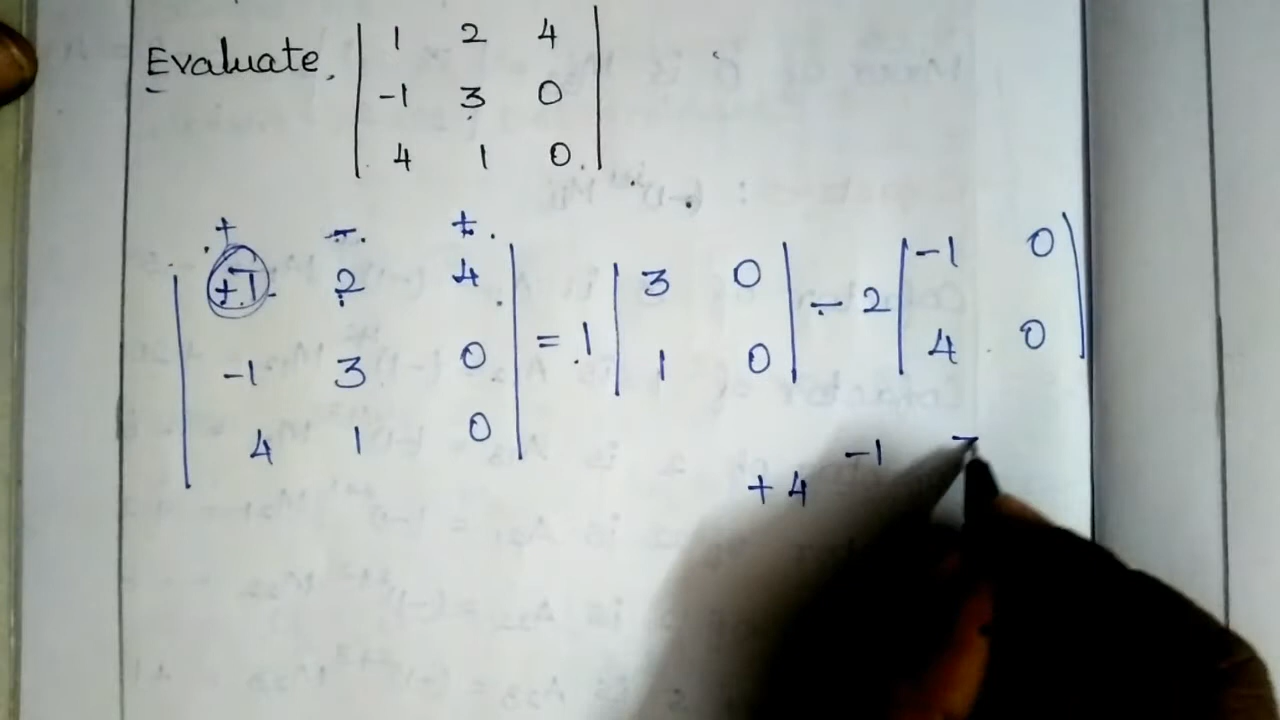 Evaluate, | 1 2 4 |
| -1 3 0 |
| 4 1 0 |
+ - +
| +1 2 4 | = 1 | 3 0 | - 2 | -1 0 |
| -1 3 0 | | 1 0 | | 4 0 |
| 4 1 0 |
+ 4 -1